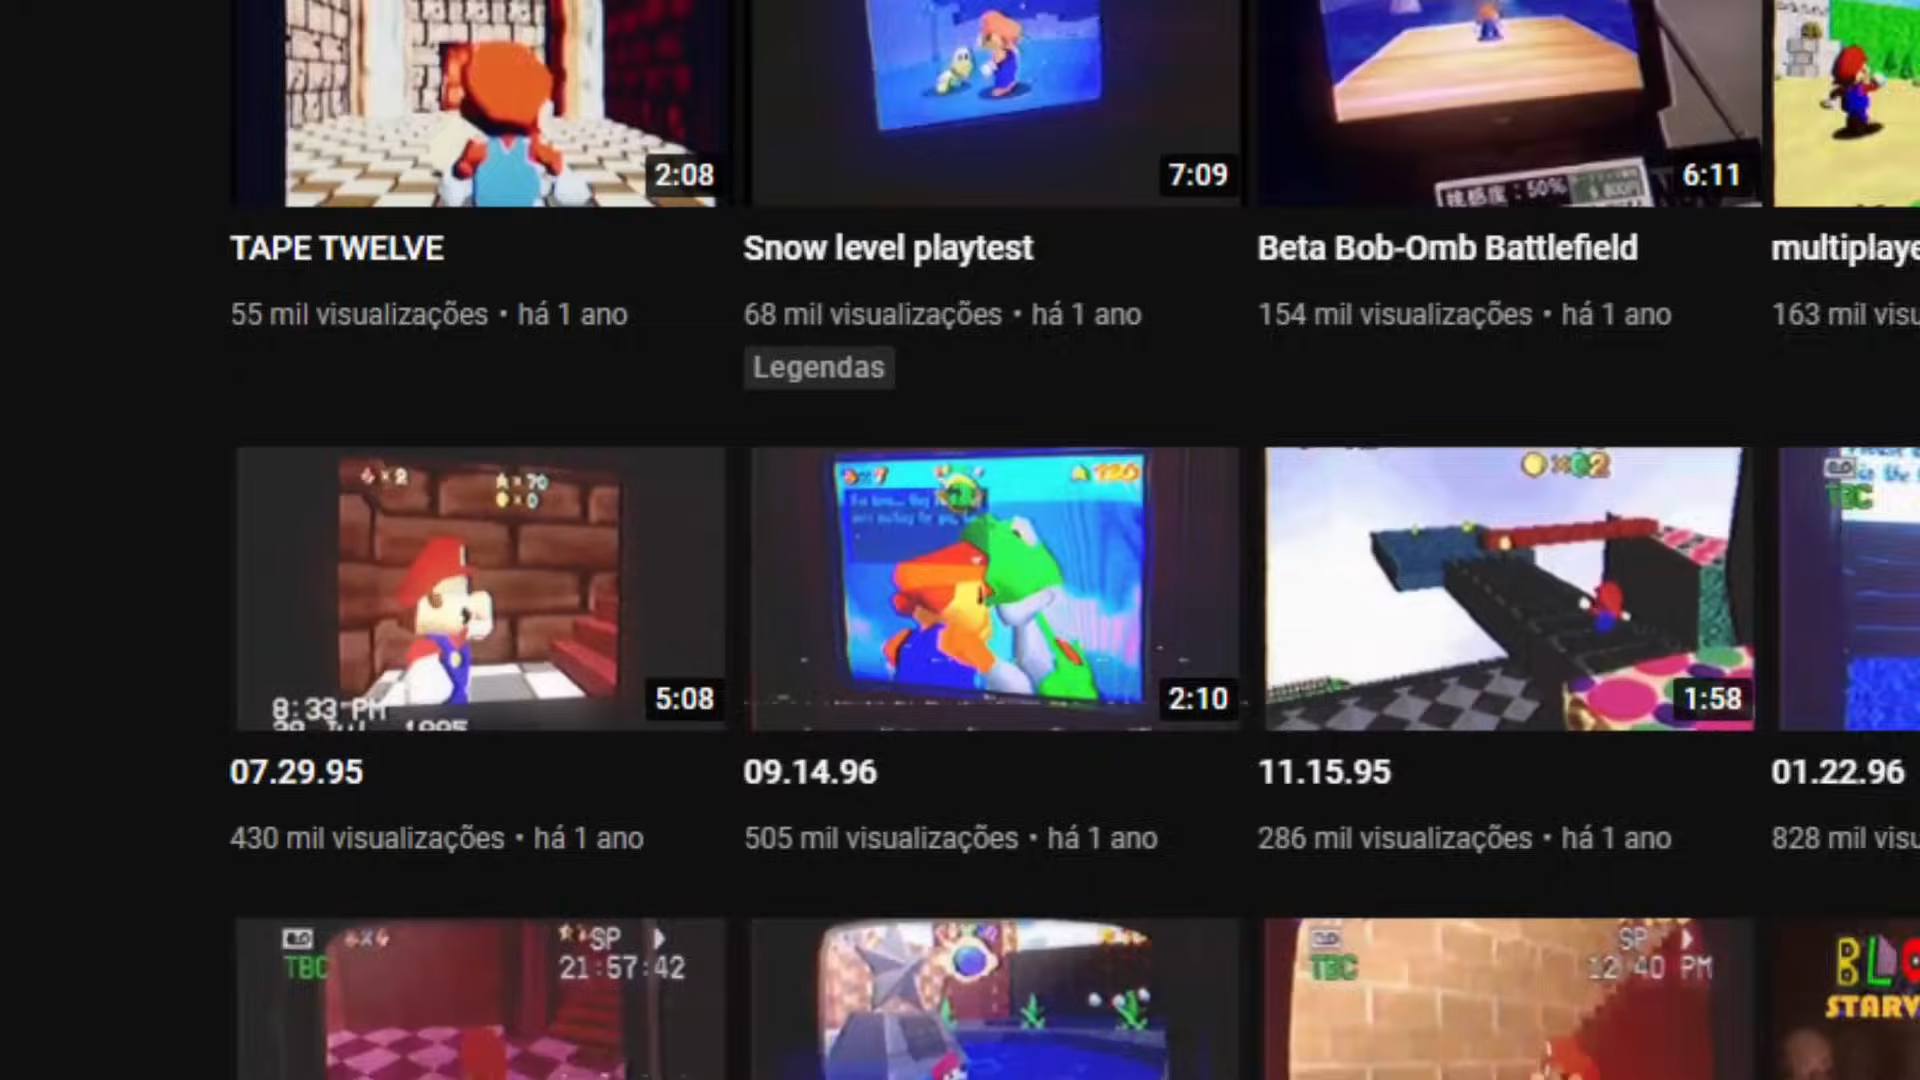 2:08
7:09
6:11
TAPE TWELVE
Snow level playtest
Beta Bob-Omb Battlefield
multiplaye
55 mil visualizações • há 1 ano
68 mil visualizações • há 1 ano
154 mil visualizações • há 1 ano
163 mil visu
Legendas
8:33 PM
5:08
2:10
1:58
07.29.95
09.14.96
11.15.95
01.22.96
430 mil visualizações • há 1 ano
505 mil visualizações • há 1 ano
286 mil visualizações • há 1 ano
828 mil visu
SP
TBC
21:57:42
SP
TBC
12:40 PM
BLO
STARV